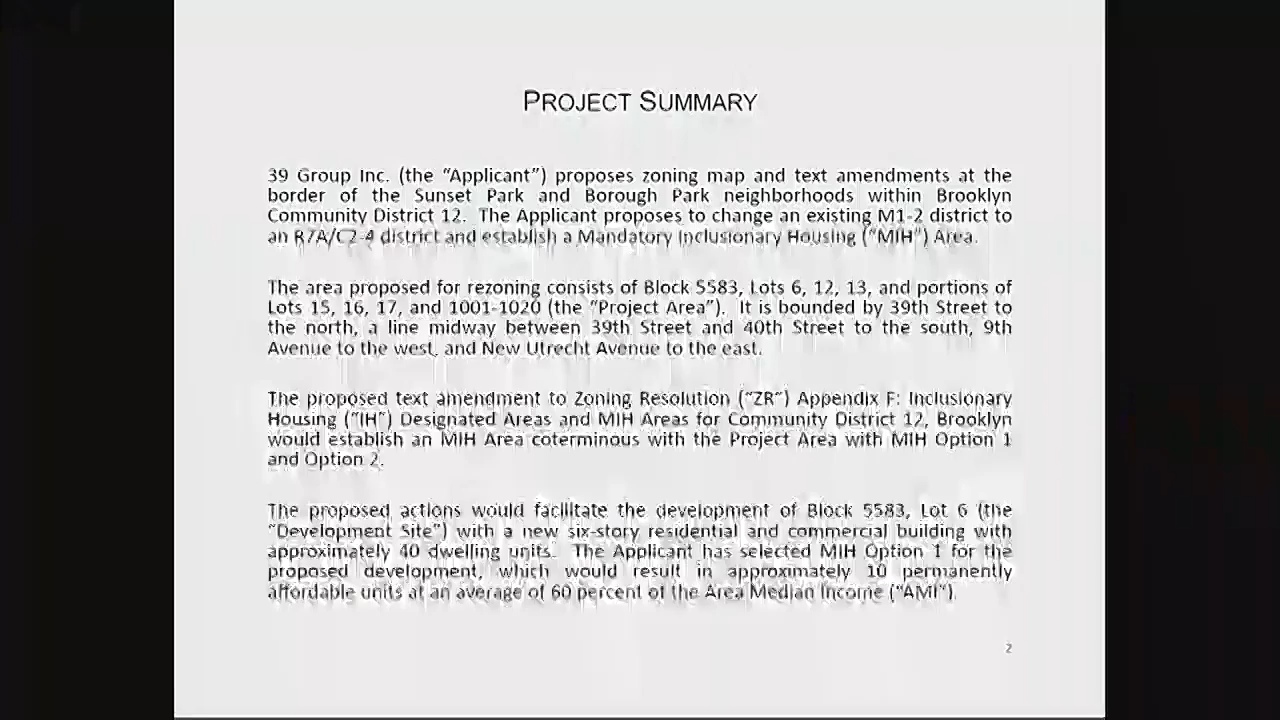 PROJECT SUMMARY
39 Group Inc. (the “Applicant”) proposes zoning map and text amendments at the
border of the Sunset Park and Borough Park neighborhoods within Brooklyn
Community District 12. The Applicant proposes to change an existing M1-2 district to
an R7A/C2-4 district and establish a Mandatory Inclusionary Housing (“MIH”) Area.
The area proposed for rezoning consists of Block 5583, Lots 6, 12, 13, and portions of
Lots 15, 16, 17, and 1001-1020 (the “Project Area”). It is bounded by 39th Street to
the north, a line midway between 39th Street and 40th Street to the south, 9th
Avenue to the west, and New Utrecht Avenue to the east.
The proposed text amendment to Zoning Resolution (“ZR”) Appendix F: Inclusionary
Housing (“IH”) Designated Areas and MIH Areas for Community District 12, Brooklyn
would establish an MIH Area coterminous with the Project Area with MIH Option 1
and Option 2.
The proposed actions would facilitate the development of Block 5583, Lot 6 (the
“Development Site”) with a new six-story residential and commercial building with
approximately 40 dwelling units. The Applicant has selected MIH Option 1 for the
proposed development, which would result in approximately 10 permanently
affordable units at an average of 60 percent of the Area Median Income (“AMI”).
2